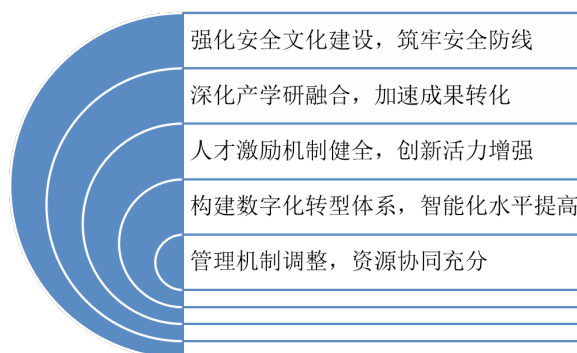 强化安全文化建设，筑牢安全防线
深化产学研融合，加速成果转化
人才激励机制健全，创新活力增强
构建数字化转型体系，智能化水平提高
管理机制调整，资源协同充分